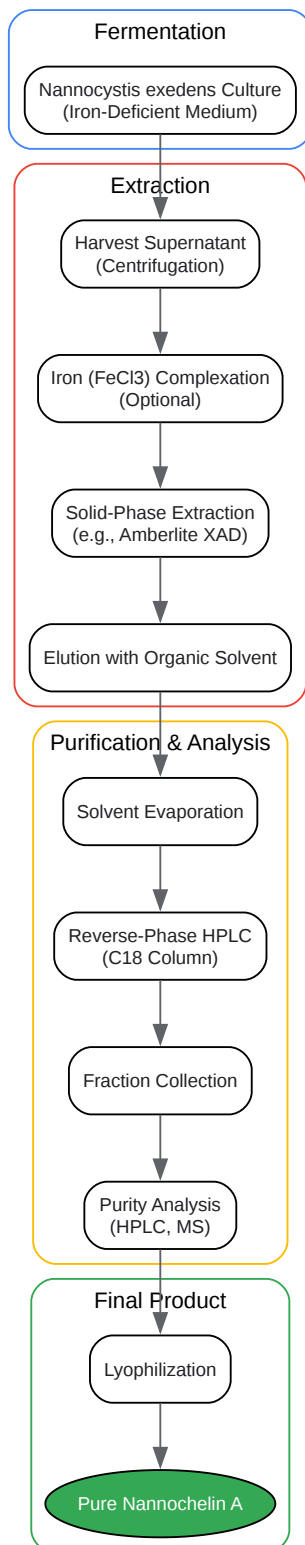 Fermentation
Nannocystis exedens Culture
(Iron-Deficient Medium)
Extraction
Harvest Supernatant
(Centrifugation)
Iron (FeCl3) Complexation
(Optional)
Solid-Phase Extraction
(e.g., Amberlite XAD)
Elution with Organic Solvent
Purification & Analysis
Solvent Evaporation
Reverse-Phase HPLC
(C18 Column)
Fraction Collection
Purity Analysis
(HPLC, MS)
Final Product
Lyophilization
Pure Nannochelin A